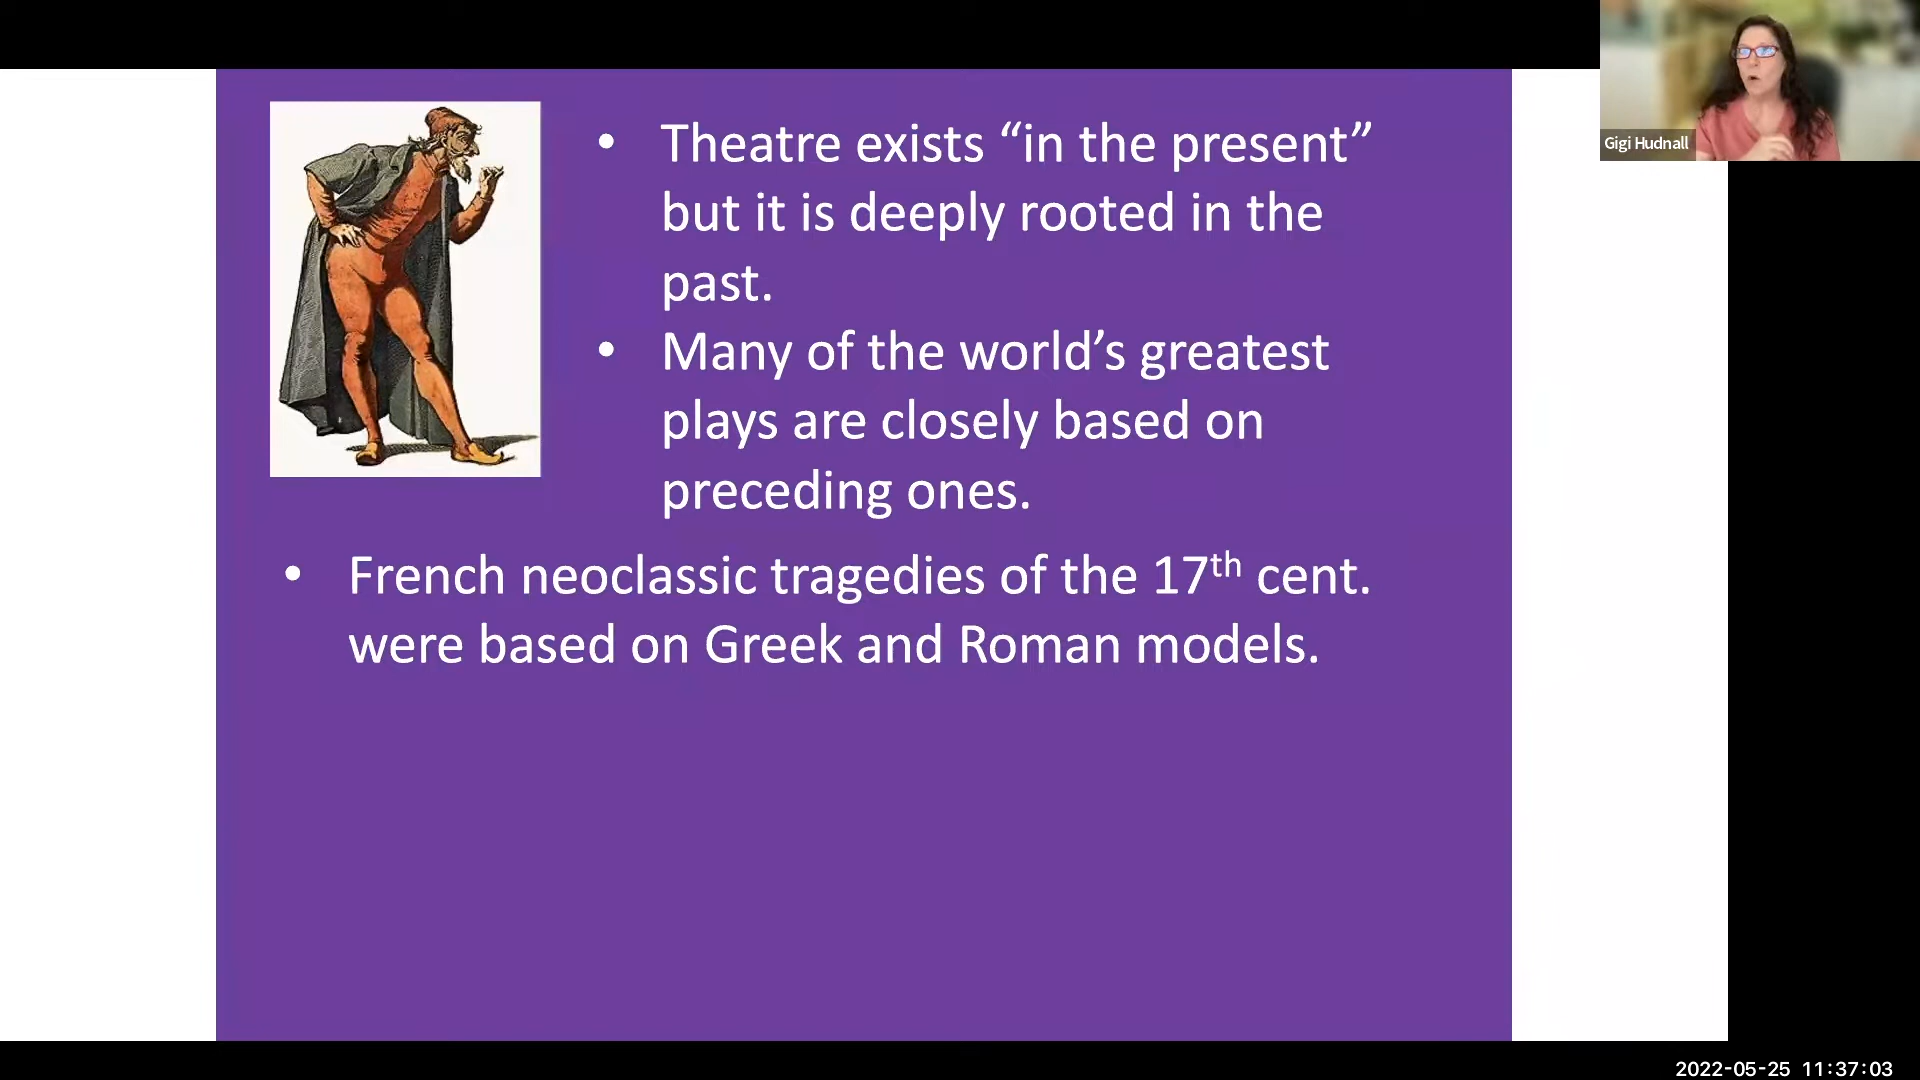 Gigi Hudnall
• Theatre exists “in the present”
but it is deeply rooted in the
past.
• Many of the world’s greatest
plays are closely based on
preceding ones.
• French neoclassic tragedies of the 17th cent.
were based on Greek and Roman models.
2022-05-25 11:37:03